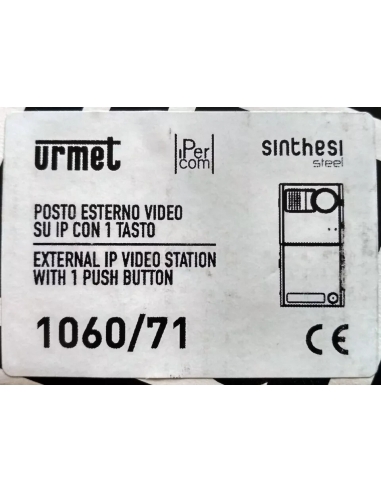 urmet
iPer
com
sinthesi
steel
POSTO ESTERNO VIDEO
SU IP CON 1 TASTO
EXTERNAL IP VIDEO STATION
WITH 1 PUSH BUTTON
1060/71
CE